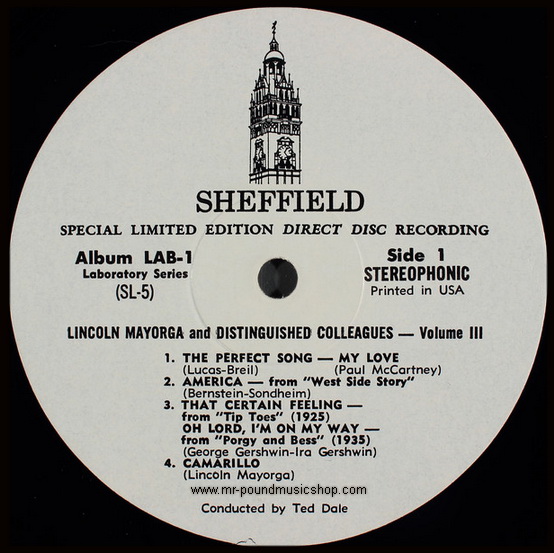 SHEFFIELD
SPECIAL LIMITED EDITION DIRECT DISC RECORDING
Album LAB-1
Laboratory Series
(SL-5)
Side 1
STEREOPHONIC
Printed in USA
LINCOLN MAYORGA and DISTINGUISHED COLLEAGUES — Volume III
1. THE PERFECT SONG — MY LOVE
(Lucas-Breil) (Paul McCartney)
2. AMERICA — from "West Side Story"
(Bernstein-Sondheim)
3. THAT CERTAIN FEELING —
from "Tip Toes" (1925)
OH LORD, I'M ON MY WAY —
from "Porgy and Bess" (1935)
(George Gershwin-Ira Gershwin)
4. CAMARILLO
(Lincoln Mayorga)
www.mr-poundmusicshop.com
Conducted by Ted Dale